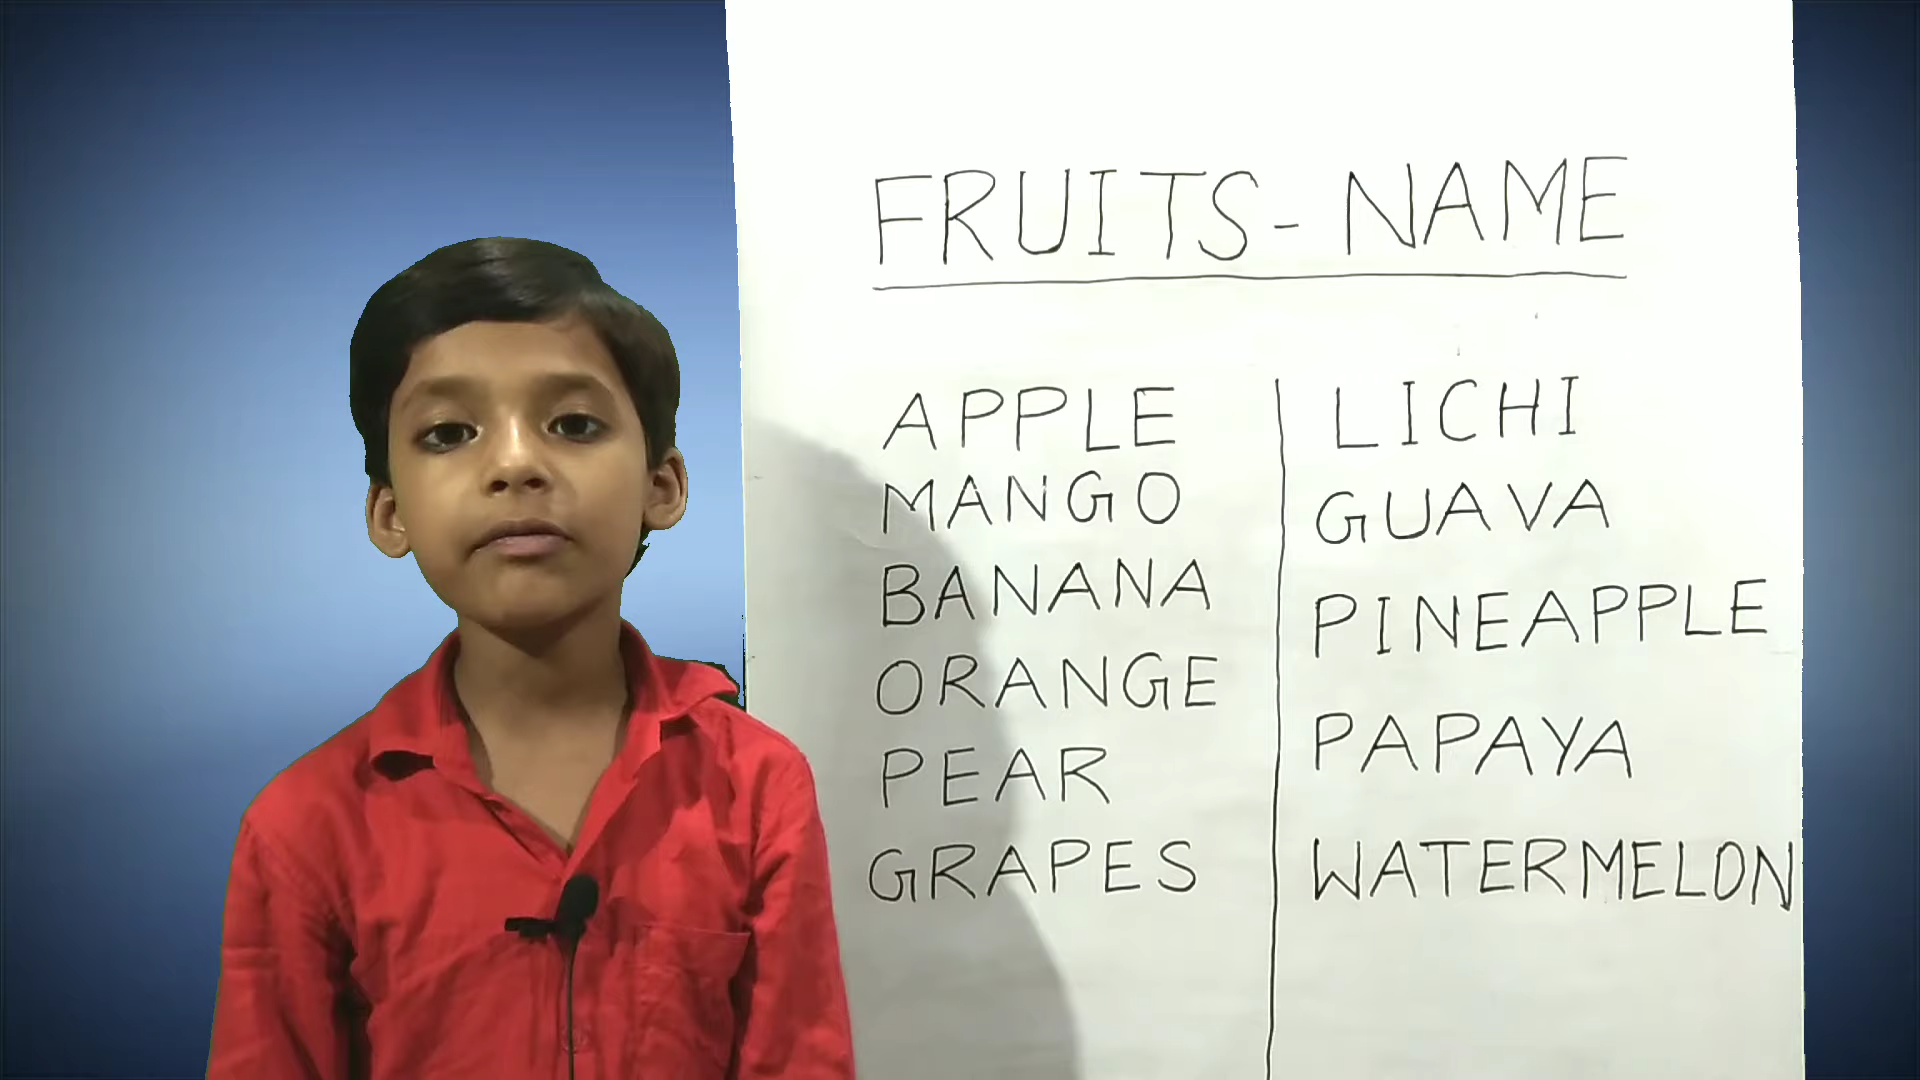 FRUITS - NAME
APPLE
MANGO
BANANA
ORANGE
PEAR
GRAPES
LICHI
GUAVA
PINEAPPLE
PAPAYA
WATERMELON